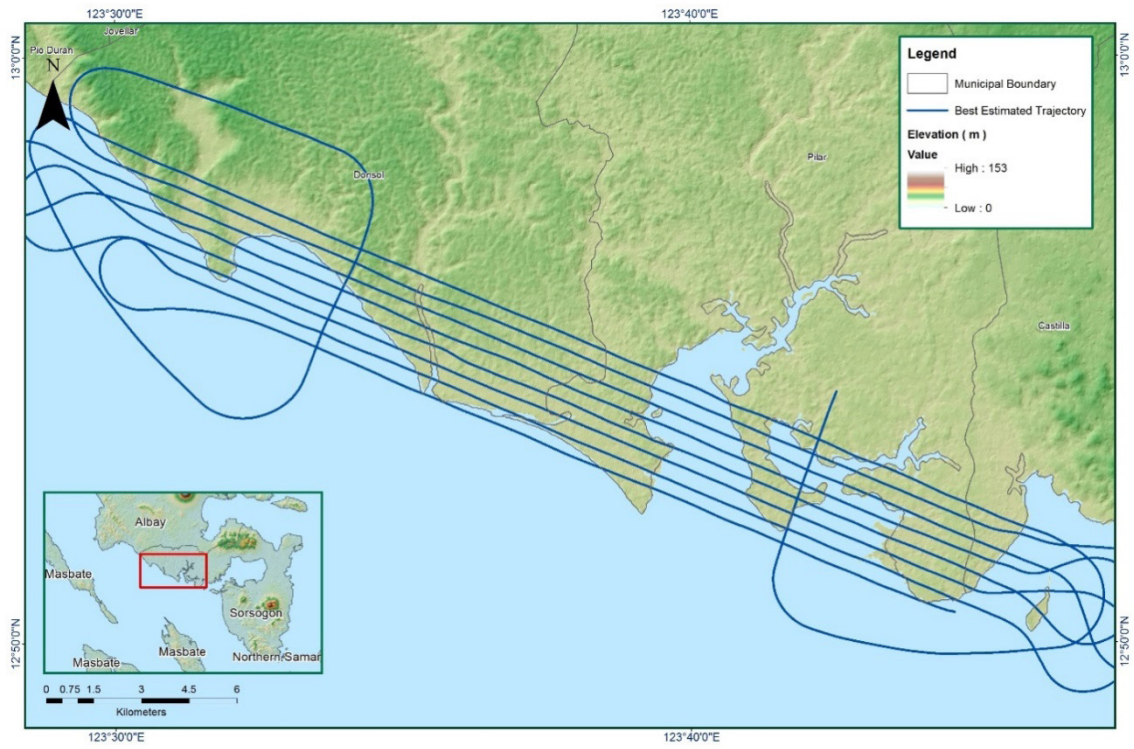 123°30'0"E
123°40'0"E
Jovellar
Pio Duran
N
13°0'0"N
13°0'0"N
Legend
Municipal Boundary
Best Estimated Trajectory
Elevation ( m )
Value
High : 153
Low : 0
Pilar
Donsol
Castilla
Albay
Masbate
Sorsogon
Masbate
Masbate
Northern Samar
12°50'0"N
12°50'0"N
0 0.75 1.5 3 4.5 6
Kilometers
123°30'0"E
123°40'0"E